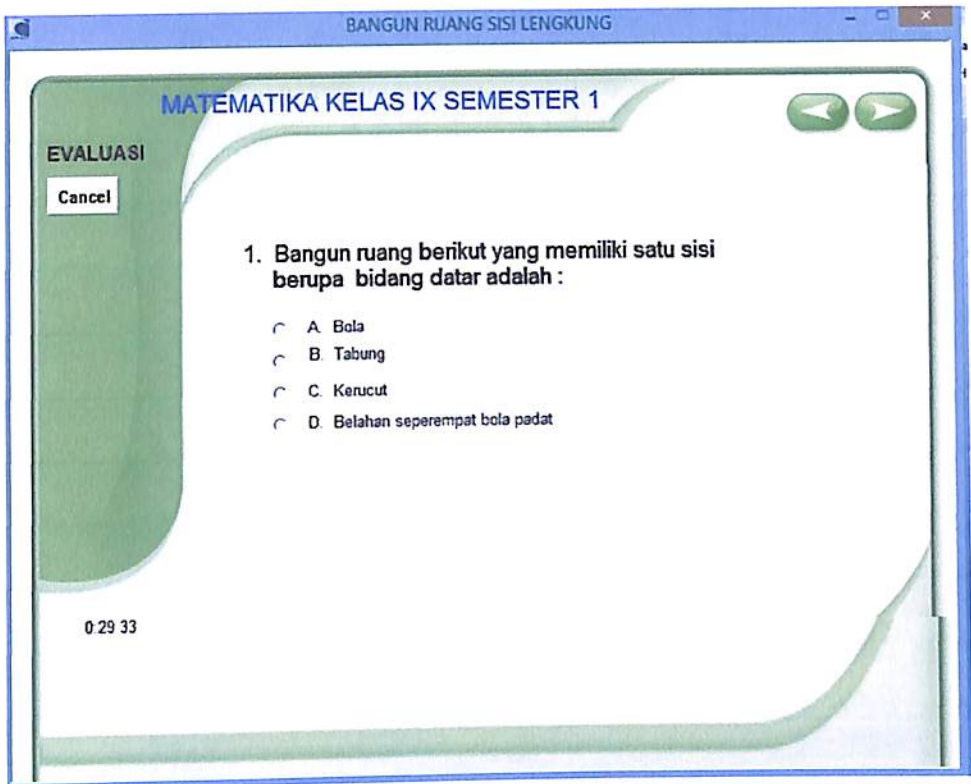 BANGUN RUANG SISI LENGKUNG
MATEMATIKA KELAS IX SEMESTER 1
EVALUASI
Cancel
1. Bangun ruang berikut yang memiliki satu sisi
berupa bidang datar adalah :
A. Bola
B. Tabung
C. Kerucut
D. Belahan seperempat bola padat
0:29 33